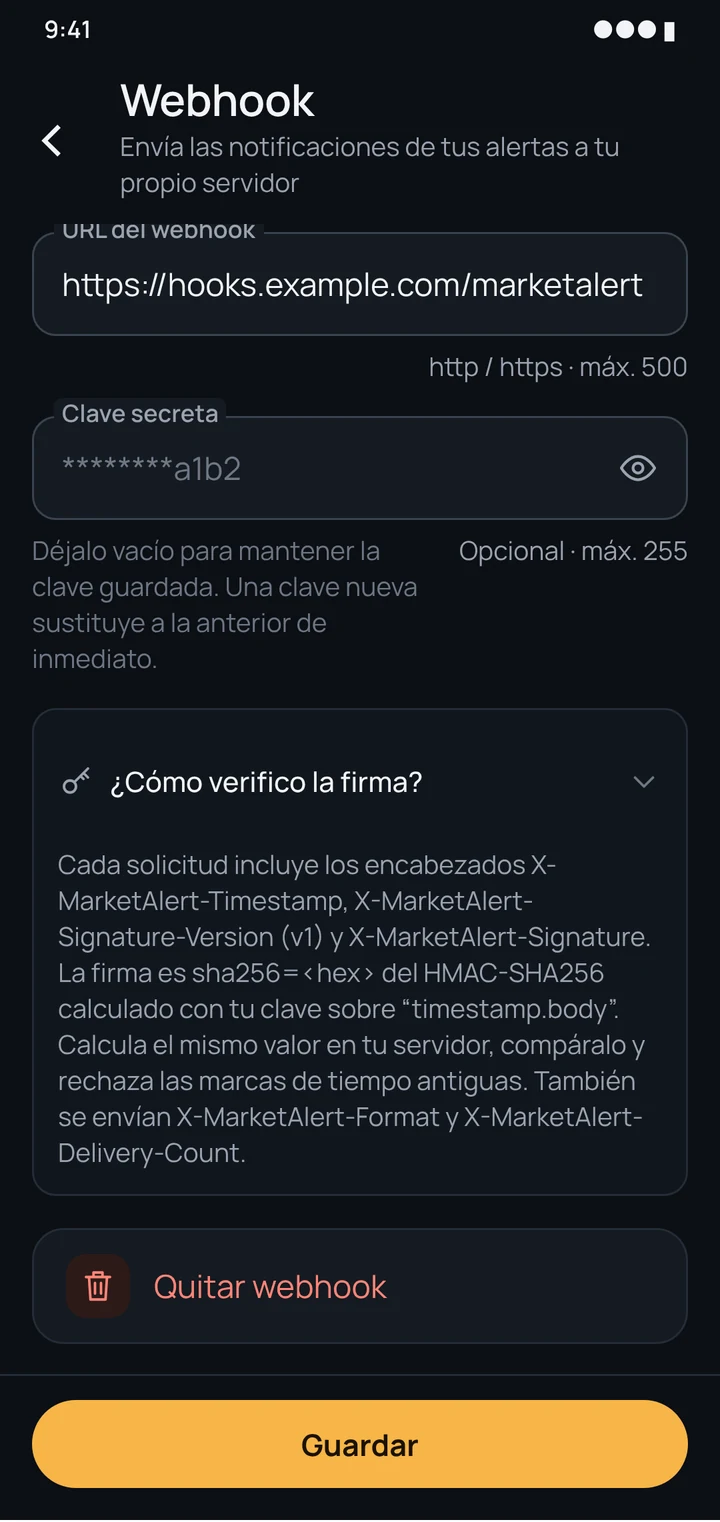 9:41
Webhook
Envía las notificaciones de tus alertas a tu
propio servidor
URL del webhook
https://hooks.example.com/marketalert
http / https · máx. 500
Clave secreta
********a1b2
Déjalo vacío para mantener la
clave guardada. Una clave nueva
sustituye a la anterior de
inmediato.
Opcional · máx. 255
¿Cómo verifico la firma?
Cada solicitud incluye los encabezados X-
MarketAlert-Timestamp, X-MarketAlert-
Signature-Version (v1) y X-MarketAlert-Signature.
La firma es sha256=<hex> del HMAC-SHA256
calculado con tu clave sobre “timestamp.body”.
Calcula el mismo valor en tu servidor, compáralo y
rechaza las marcas de tiempo antiguas. También
se envían X-MarketAlert-Format y X-MarketAlert-
Delivery-Count.
Quitar webhook
Guardar